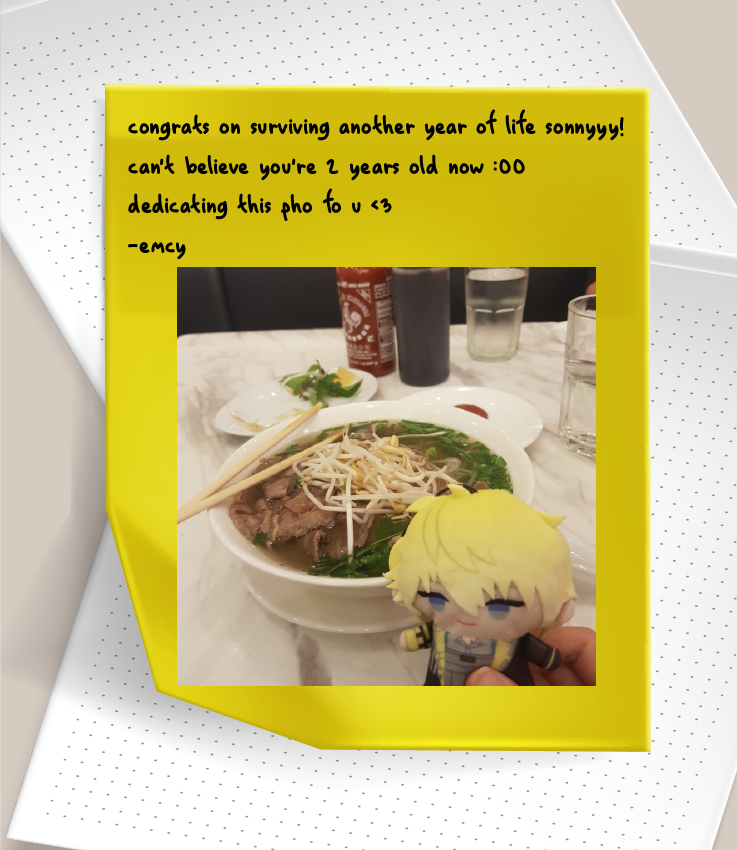 congrats on surviving another year of life sonnyyy!
can't believe you're 2 years old now :00
dedicating this pho to u <3
-emcy